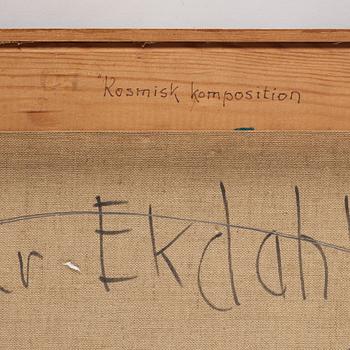 "Kosmisk komposition
Ekdahl